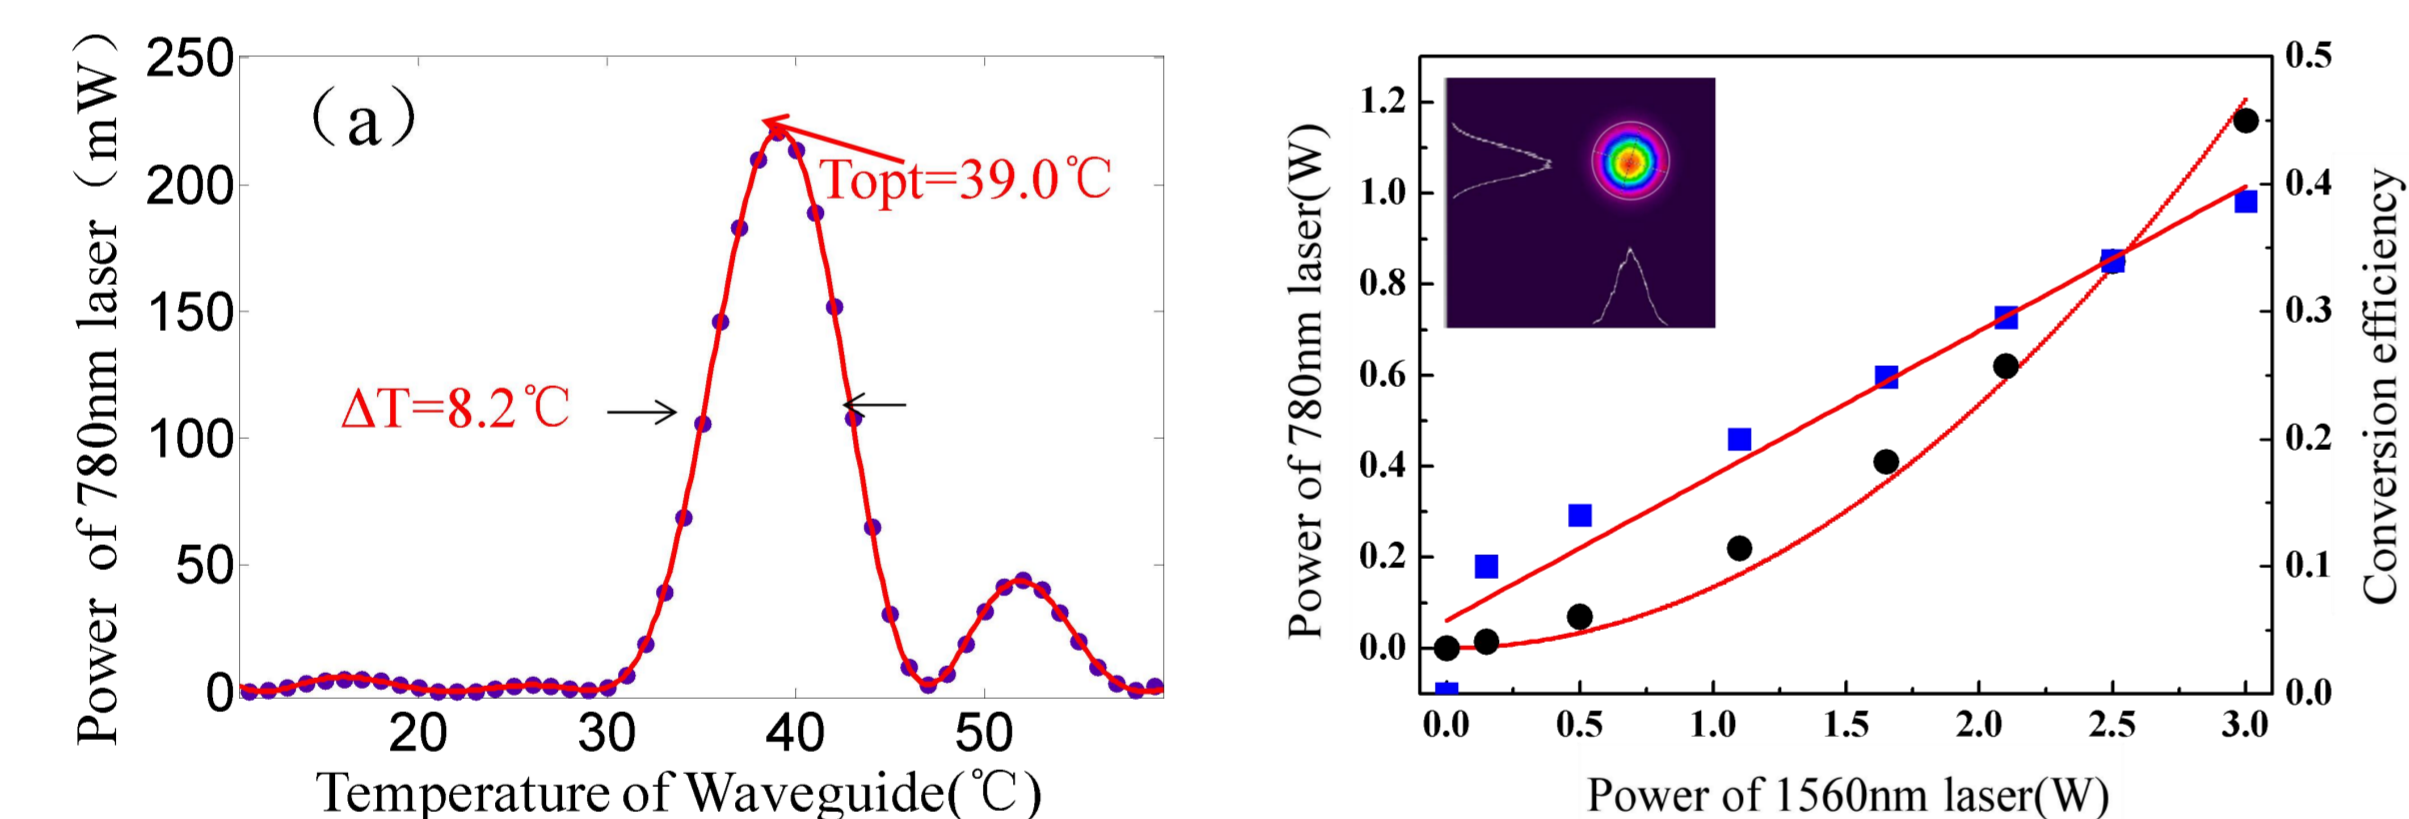 Power of 780nm laser（mW）
250
200
150
100
50
0
（a）
Topt=39.0℃
ΔT=8.2℃
20 30 40 50
Temperature of Waveguide(℃)
Power of 780nm laser(W)
1.2
1.0
0.8
0.6
0.4
0.2
0.0
0.5
0.4
0.3
0.2
0.1
0.0
Conversion efficiency
0.0 0.5 1.0 1.5 2.0 2.5 3.0
Power of 1560nm laser(W)